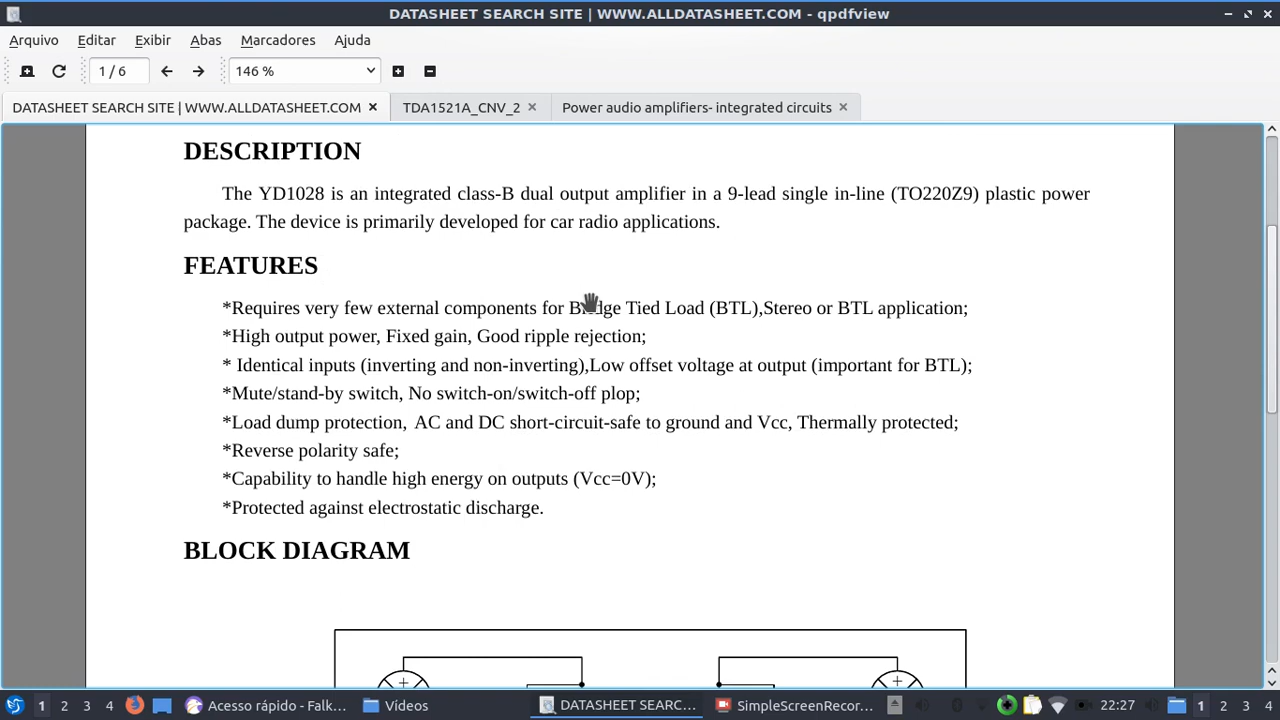 DATASHEET SEARCH SITE | WWW.ALLDATASHEET.COM - qpdfview
Arquivo Editar Exibir Abas Marcadores Ajuda
1 / 6 146 %
DATASHEET SEARCH SITE | WWW.ALLDATASHEET.COM TDA1521A_CNV_2 Power audio amplifiers- integrated circuits
DESCRIPTION
The YD1028 is an integrated class-B dual output amplifier in a 9-lead single in-line (TO220Z9) plastic power
package. The device is primarily developed for car radio applications.
FEATURES
*Requires very few external components for Bridge Tied Load (BTL),Stereo or BTL application;
*High output power, Fixed gain, Good ripple rejection;
* Identical inputs (inverting and non-inverting),Low offset voltage at output (important for BTL);
*Mute/stand-by switch, No switch-on/switch-off plop;
*Load dump protection, AC and DC short-circuit-safe to ground and Vcc, Thermally protected;
*Reverse polarity safe;
*Capability to handle high energy on outputs (Vcc=0V);
*Protected against electrostatic discharge.
BLOCK DIAGRAM
+ +
1 2 3 4 Acesso rápido - Falk... Vídeos DATASHEET SEARC... SimpleScreenRecor... 22:27 1 2 3 4